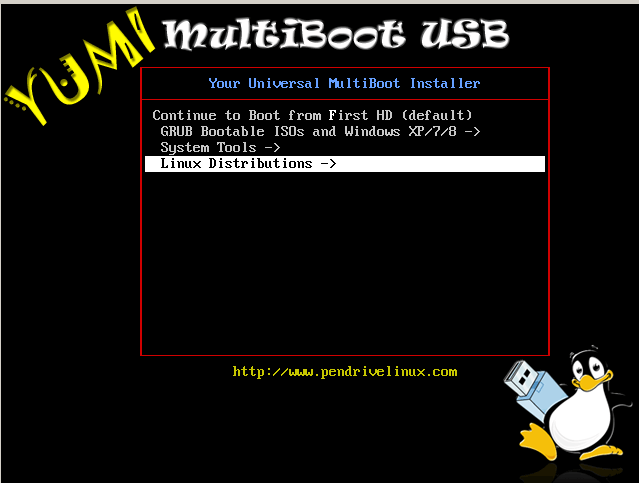 YUMI MultiBoot USB
Your Universal MultiBoot Installer
Continue to Boot from First HD (default)
GRUB Bootable ISOs and Windows XP/7/8 ->
System Tools ->
Linux Distributions ->
http://www.pendrivelinux.com